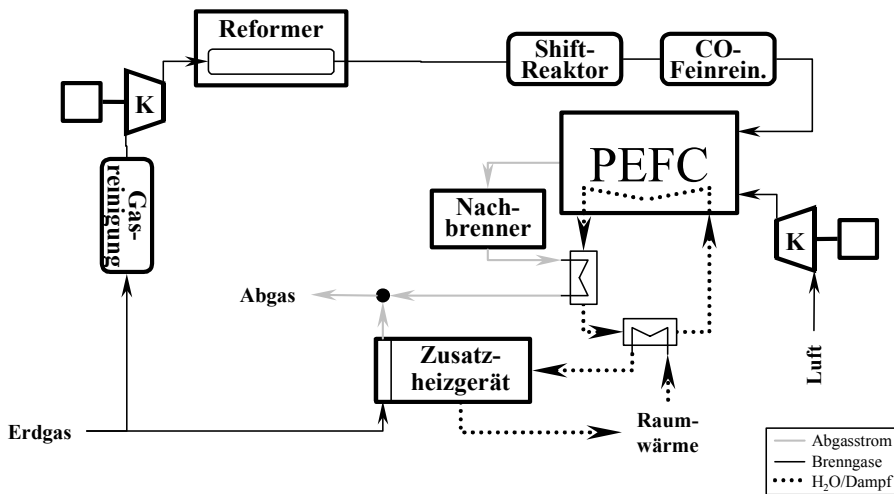 Reformer
Shift-
Reaktor
CO-
Feinrein.
K
PEFC
Gas-
reinigung
Nach-
brenner
K
Abgas
Zusatz-
heizgerät
Luft
Erdgas
Raum-
wärme
Abgasstrom
Brenngase
H₂O/Dampf